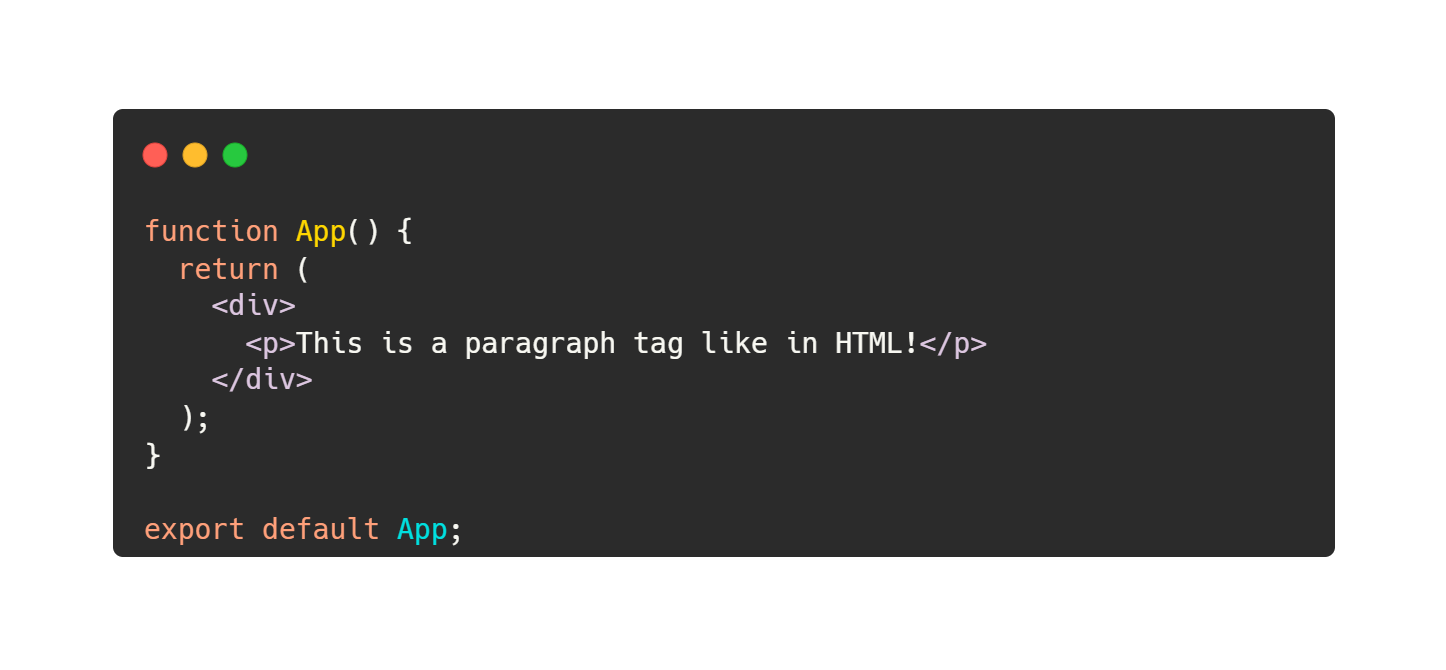 function App() {
  return (
    <div>
      <p>This is a paragraph tag like in HTML!</p>
    </div>
  );
}

export default App;